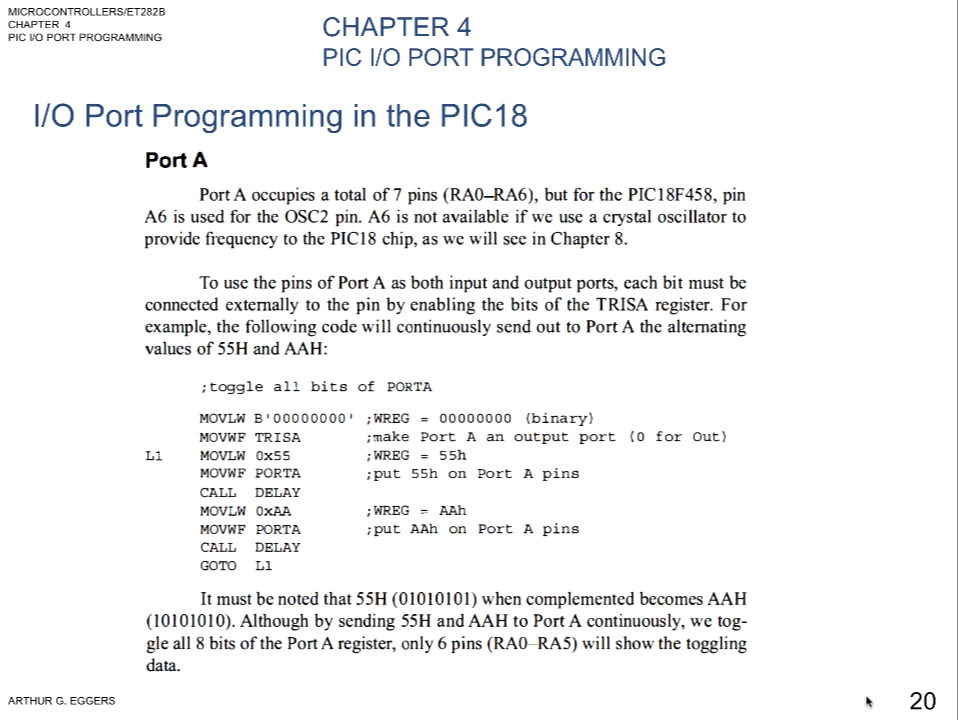 MICROCONTROLLERS/ET282B
CHAPTER 4
PIC I/O PORT PROGRAMMING
CHAPTER 4
PIC I/O PORT PROGRAMMING
I/O Port Programming in the PIC18
Port A
Port A occupies a total of 7 pins (RA0–RA6), but for the PIC18F458, pin
A6 is used for the OSC2 pin. A6 is not available if we use a crystal oscillator to
provide frequency to the PIC18 chip, as we will see in Chapter 8.
To use the pins of Port A as both input and output ports, each bit must be
connected externally to the pin by enabling the bits of the TRISA register. For
example, the following code will continuously send out to Port A the alternating
values of 55H and AAH:
;toggle all bits of PORTA
MOVLW B'00000000' ;WREG = 00000000 (binary)
MOVWF TRISA ;make Port A an output port (0 for Out)
L1 MOVLW 0x55 ;WREG = 55h
MOVWF PORTA ;put 55h on Port A pins
CALL DELAY
MOVLW 0xAA ;WREG = AAh
MOVWF PORTA ;put AAh on Port A pins
CALL DELAY
GOTO L1
It must be noted that 55H (01010101) when complemented becomes AAH
(10101010). Although by sending 55H and AAH to Port A continuously, we tog-
gle all 8 bits of the Port A register, only 6 pins (RA0–RA5) will show the toggling
data.
ARTHUR G. EGGERS
20